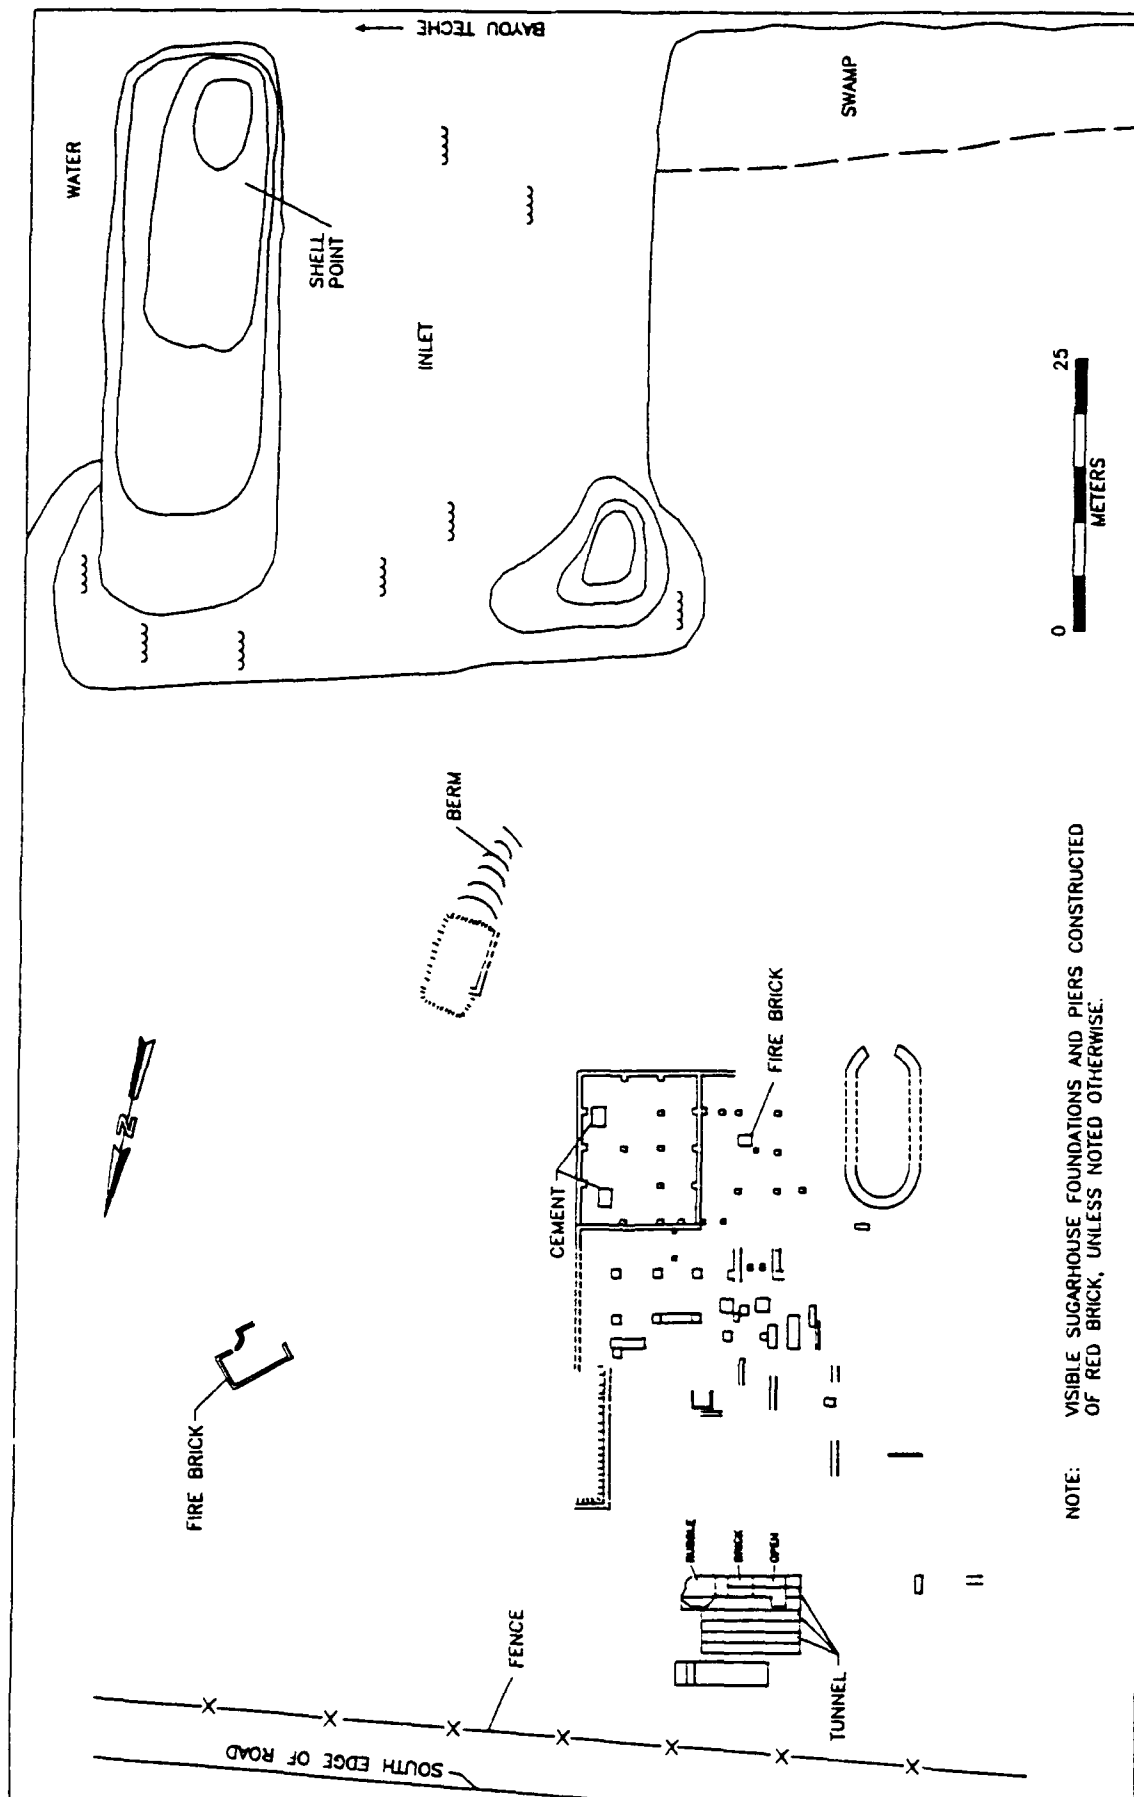 BAYOU TECHE
WATER
SWAMP
SHELL
POINT
INLET
25
0
METERS
BERM
N
FIRE BRICK
CEMENT
FIRE BRICK
RUBBLE
BRICK
OPEN
TUNNEL
FENCE
SOUTH EDGE OF ROAD
NOTE: VISIBLE SUGARHOUSE FOUNDATIONS AND PIERS CONSTRUCTED
OF RED BRICK, UNLESS NOTED OTHERWISE.